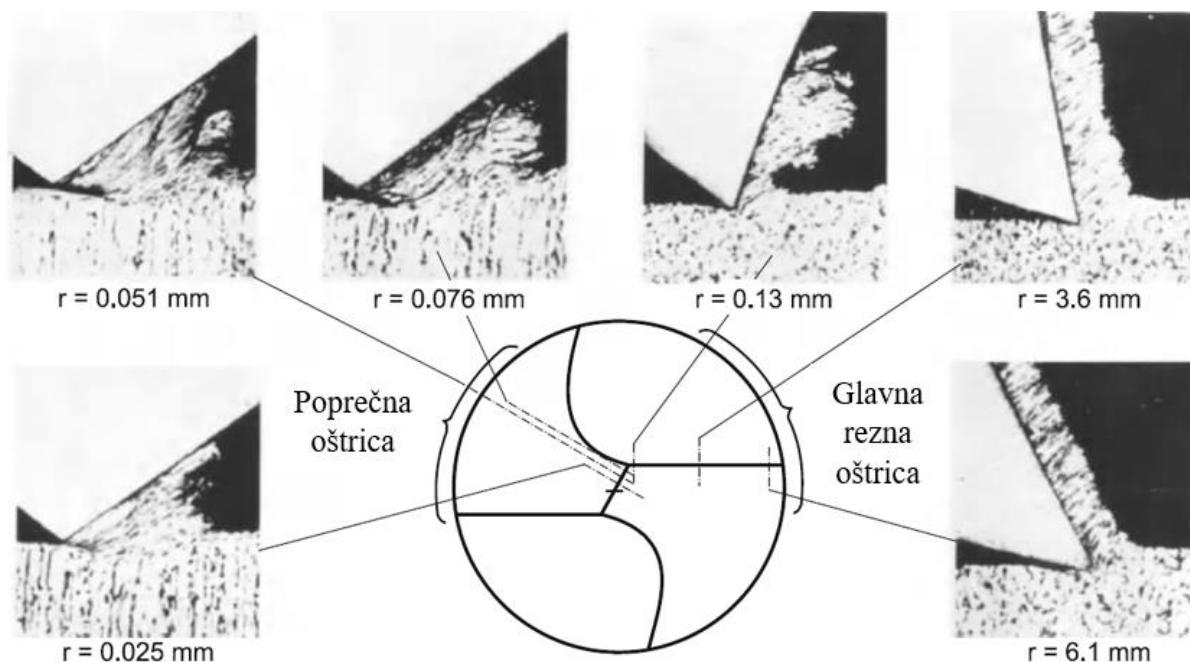 r = 0.051 mm
r = 0.076 mm
r = 0.13 mm
r = 3.6 mm
Poprečna
oštrica
Glavna
rezna
oštrica
r = 0.025 mm
r = 6.1 mm